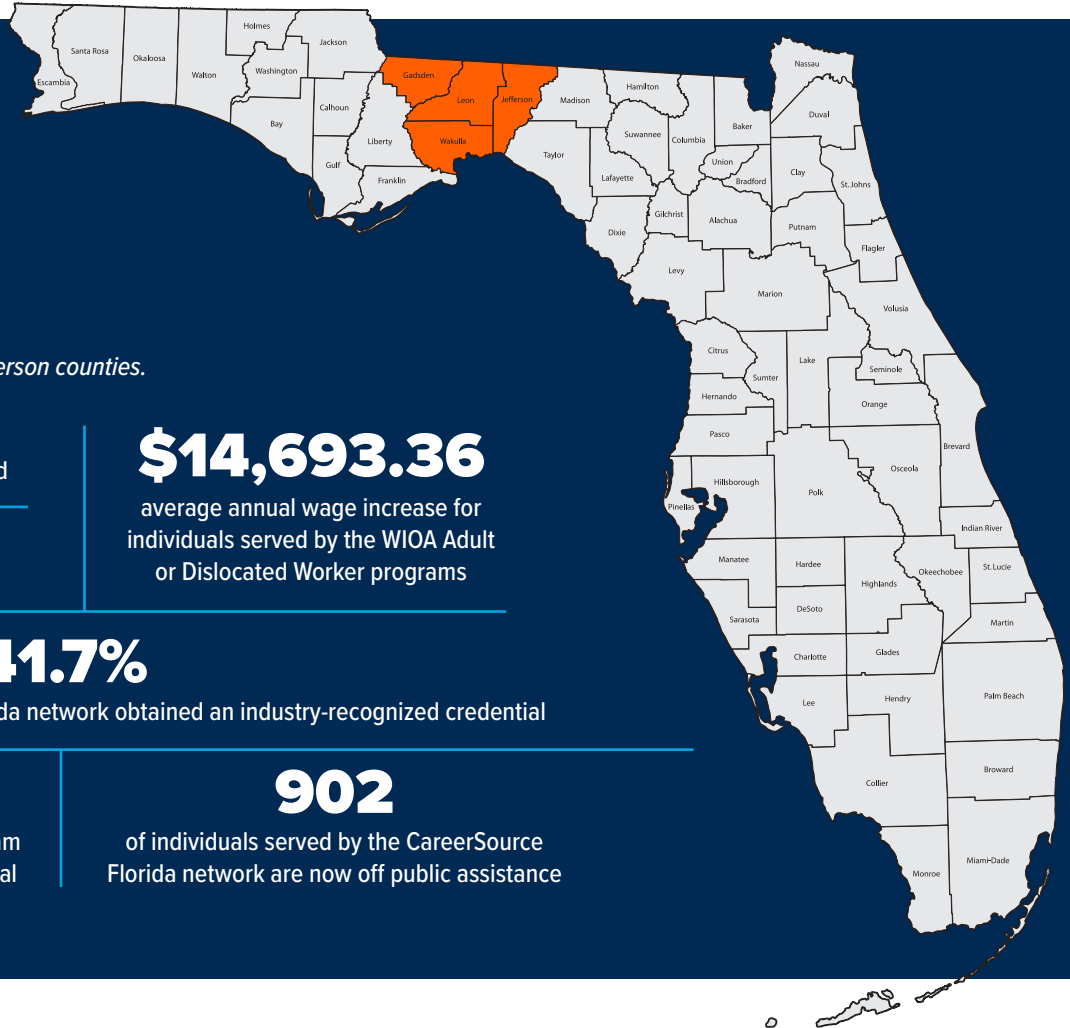 Holmes
Jackson
Santa Rosa
Okaloosa
Walton
Washington
Escambia
Calhoun
Bay
Liberty
Gulf
Franklin
Gadsden
Leon
Jefferson
Wakulla
Madison
Hamilton
Taylor
Suwannee
Columbia
Lafayette
Dixie
Gilchrist
Levy
Baker
Union
Bradford
Alachua
Nassau
Duval
Clay
St. Johns
Putnam
Flagler
Marion
Volusia
Citrus
Sumter
Lake
Hernando
Seminole
Orange
Pasco
Brevard
Osceola
Hillsborough
Polk
Pinellas
Indian River
Manatee
Hardee
Highlands
Okeechobee
St. Lucie
Sarasota
DeSoto
Martin
Charlotte
Glades
Lee
Hendry
Palm Beach
Collier
Broward
Monroe
Miami-Dade
erson counties.
d
$14,693.36
average annual wage increase for
individuals served by the WIOA Adult
or Dislocated Worker programs
41.7%
da network obtained an industry-recognized credential
am
al
902
of individuals served by the CareerSource
Florida network are now off public assistance